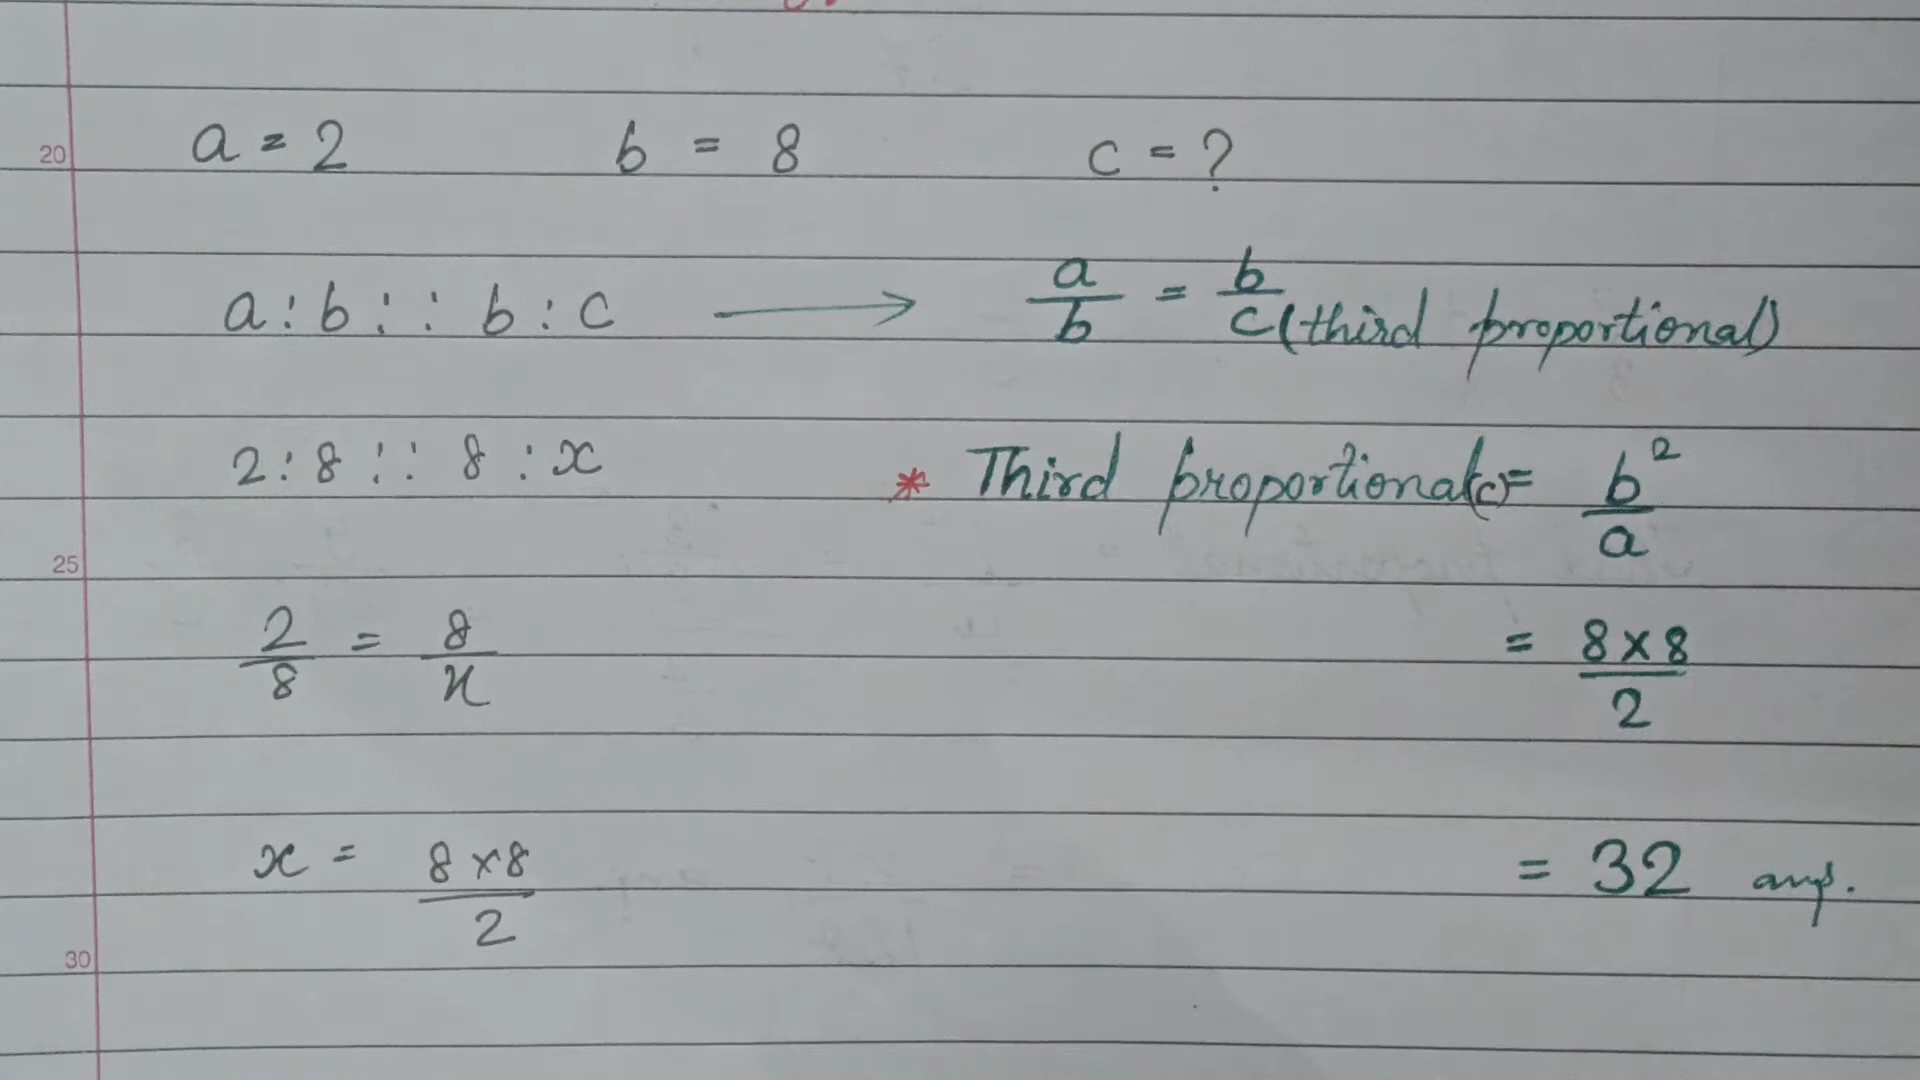 20 a = 2 b = 8 c = ?
a : b : : b : c ⟶ a/b = b/c (third proportional)
2 : 8 : : 8 : x * Third proportional(c) = b²/a
25
2/8 = 8/x = 8 × 8/2
x = 8 × 8/2 = 32 ans.
30